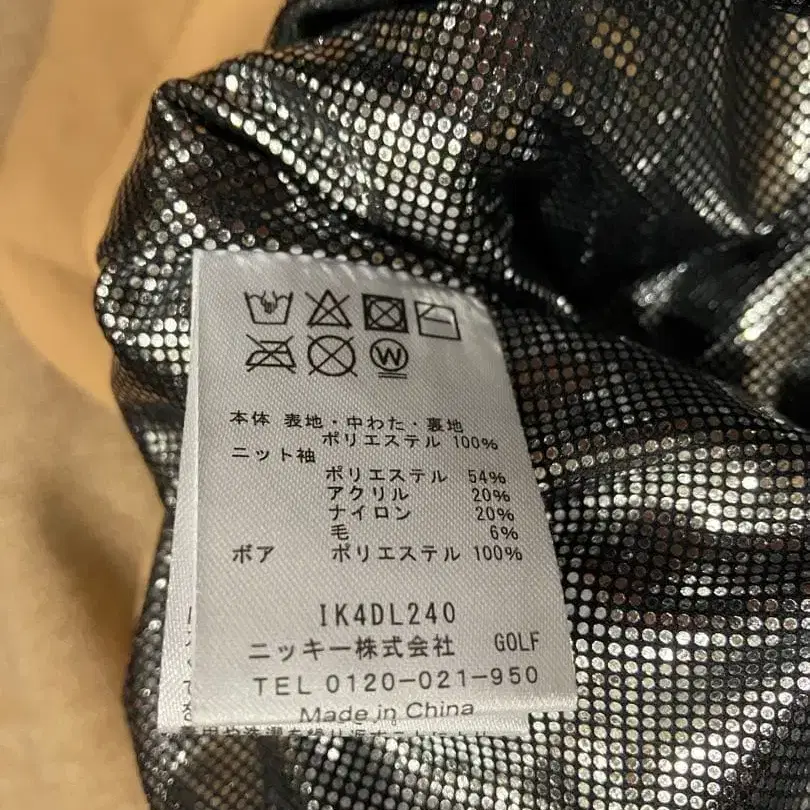 W
本体 表地・中わた・裏地
ポリエステル 100%
ニット袖
ポリエステル 54%
アクリル 20%
ナイロン 20%
毛 6%
ボア ポリエステル 100%
IK4DL240
ニッキー株式会社 GOLF
TEL 0120-021-950
Made in China